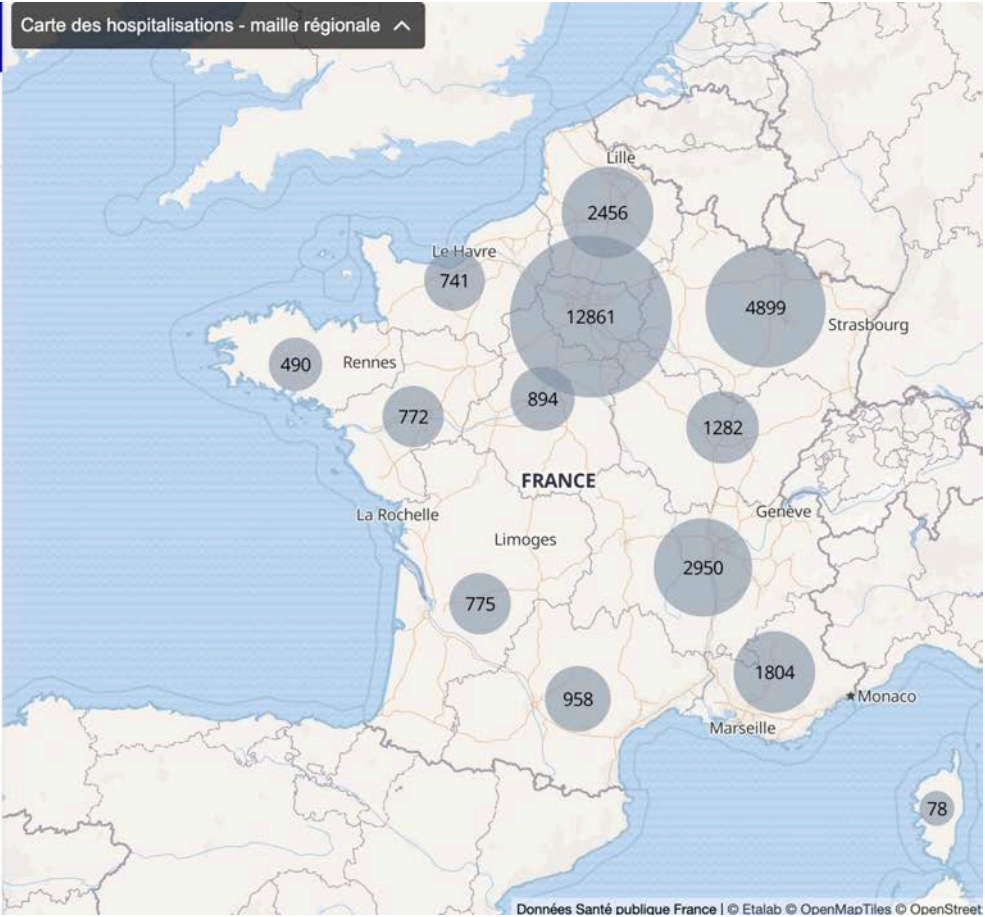 Carte des hospitalisations - maille régionale
Lille
2456
Le Havre
741
12861
4899
Strasbourg
490
Rennes
772
894
1282
FRANCE
La Rochelle
Genève
Limoges
2950
775
1804
958
Monaco
Marseille
78
Données Santé publique France | © Etalab © OpenMapTiles © OpenStreet